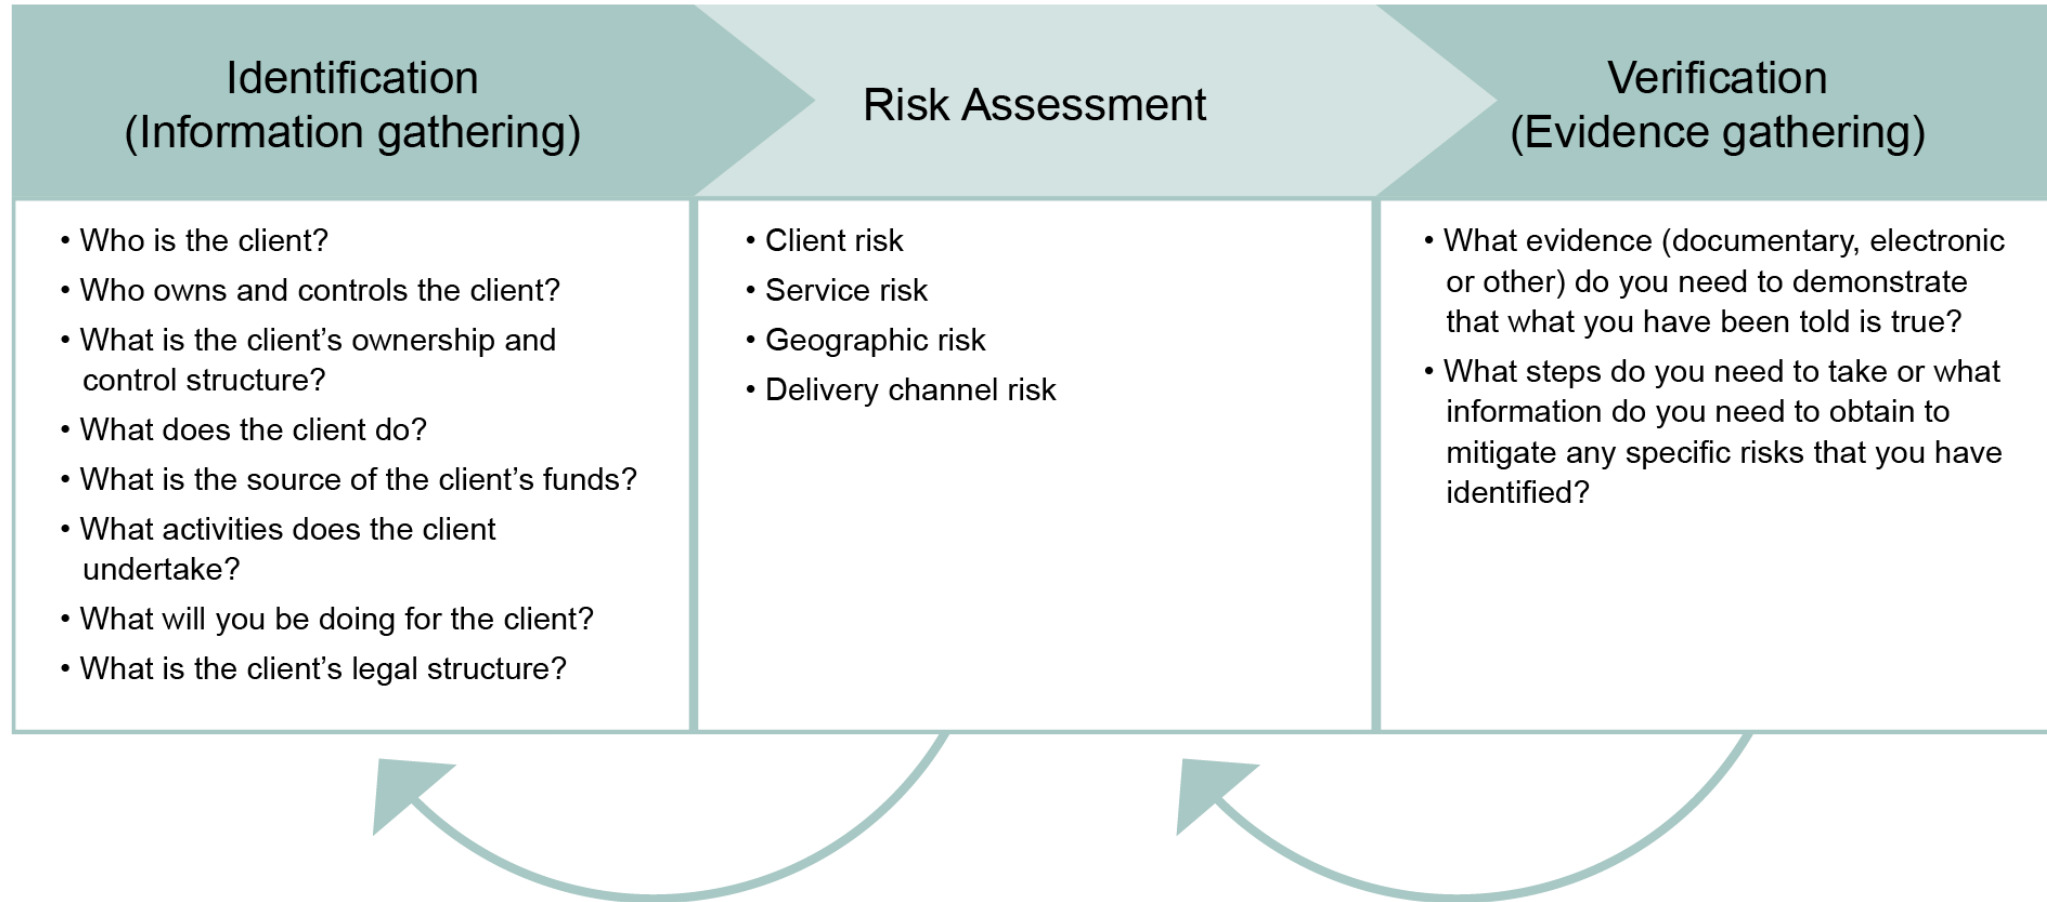 Identification
(Information gathering)
Risk Assessment
Verification
(Evidence gathering)
• Who is the client?
• Who owns and controls the client?
• What is the client’s ownership and
control structure?
• What does the client do?
• What is the source of the client’s funds?
• What activities does the client
undertake?
• What will you be doing for the client?
• What is the client’s legal structure?
• Client risk
• Service risk
• Geographic risk
• Delivery channel risk
• What evidence (documentary, electronic
or other) do you need to demonstrate
that what you have been told is true?
• What steps do you need to take or what
information do you need to obtain to
mitigate any specific risks that you have
identified?